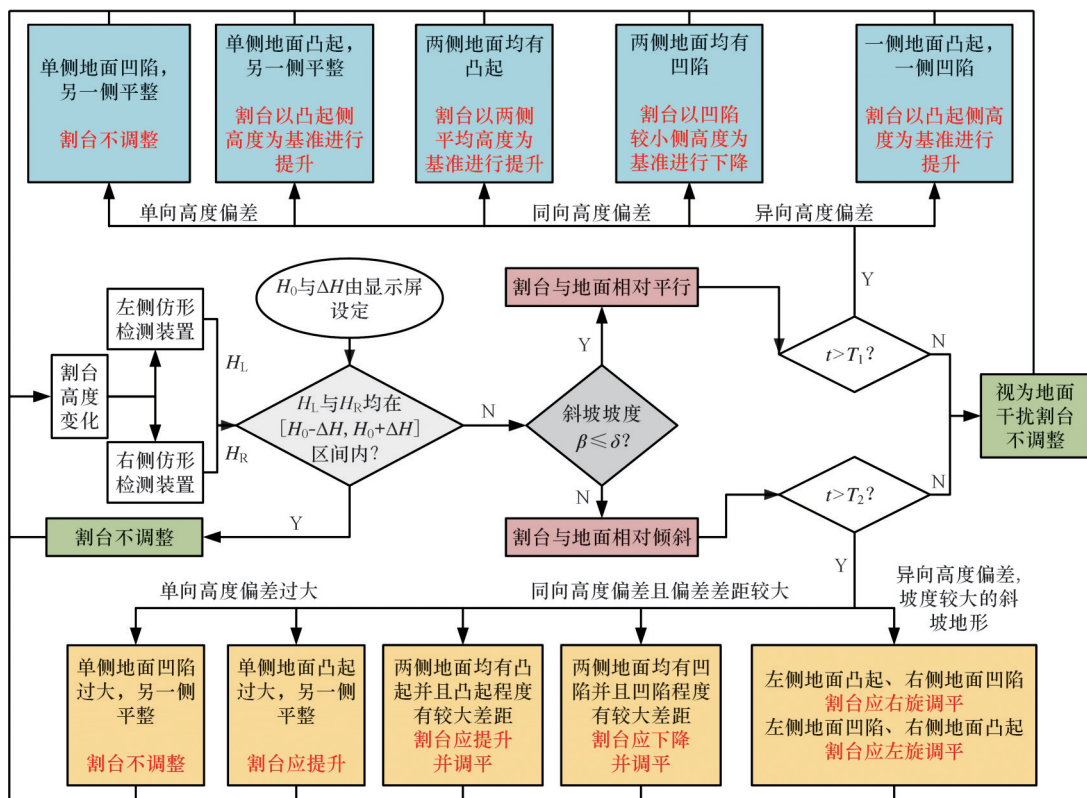 单侧地面凹陷，
另一侧平整
割台不调整
单侧地面凸起，
另一侧平整
割台以凸起侧
高度为基准进行
提升
两侧地面均有
凸起
割台以两侧
平均高度为
基准进行提升
两侧地面均有
凹陷
割台以凹陷
较小侧高度为
基准进行下降
一侧地面凸起，
一侧凹陷
割台以凸起侧高
度为基准进行
提升
单向高度偏差
同向高度偏差
异向高度偏差
H₀与ΔH由显示屏
设定
割台与地面相对平行
Y
左侧仿形
检测装置
割台
高度
变化
右侧仿形
检测装置
H_L
H_R
H_L与H_R均在
[H₀-ΔH, H₀+ΔH]
区间内?
N
Y
斜坡坡度
β≤δ?
Y
N
t>T₁?
N
视为地面
干扰割台
不调整
t>T₂?
N
割台不调整
割台与地面相对倾斜
Y
单向高度偏差过大
同向高度偏差且偏差差距较大
异向高度偏差,
坡度较大的斜
坡地形
单侧地面凹陷
过大，另一侧
平整
割台不调整
单侧地面凸起
过大，另一侧
平整
割台应提升
两侧地面均有凸
起并且凸起程度
有较大差距
割台应提升
并调平
两侧地面均有凹
陷并且凹陷程度
有较大差距
割台应下降
并调平
左侧地面凸起、右侧地面凹陷
割台应右旋调平
左侧地面凹陷、右侧地面凸起
割台应左旋调平